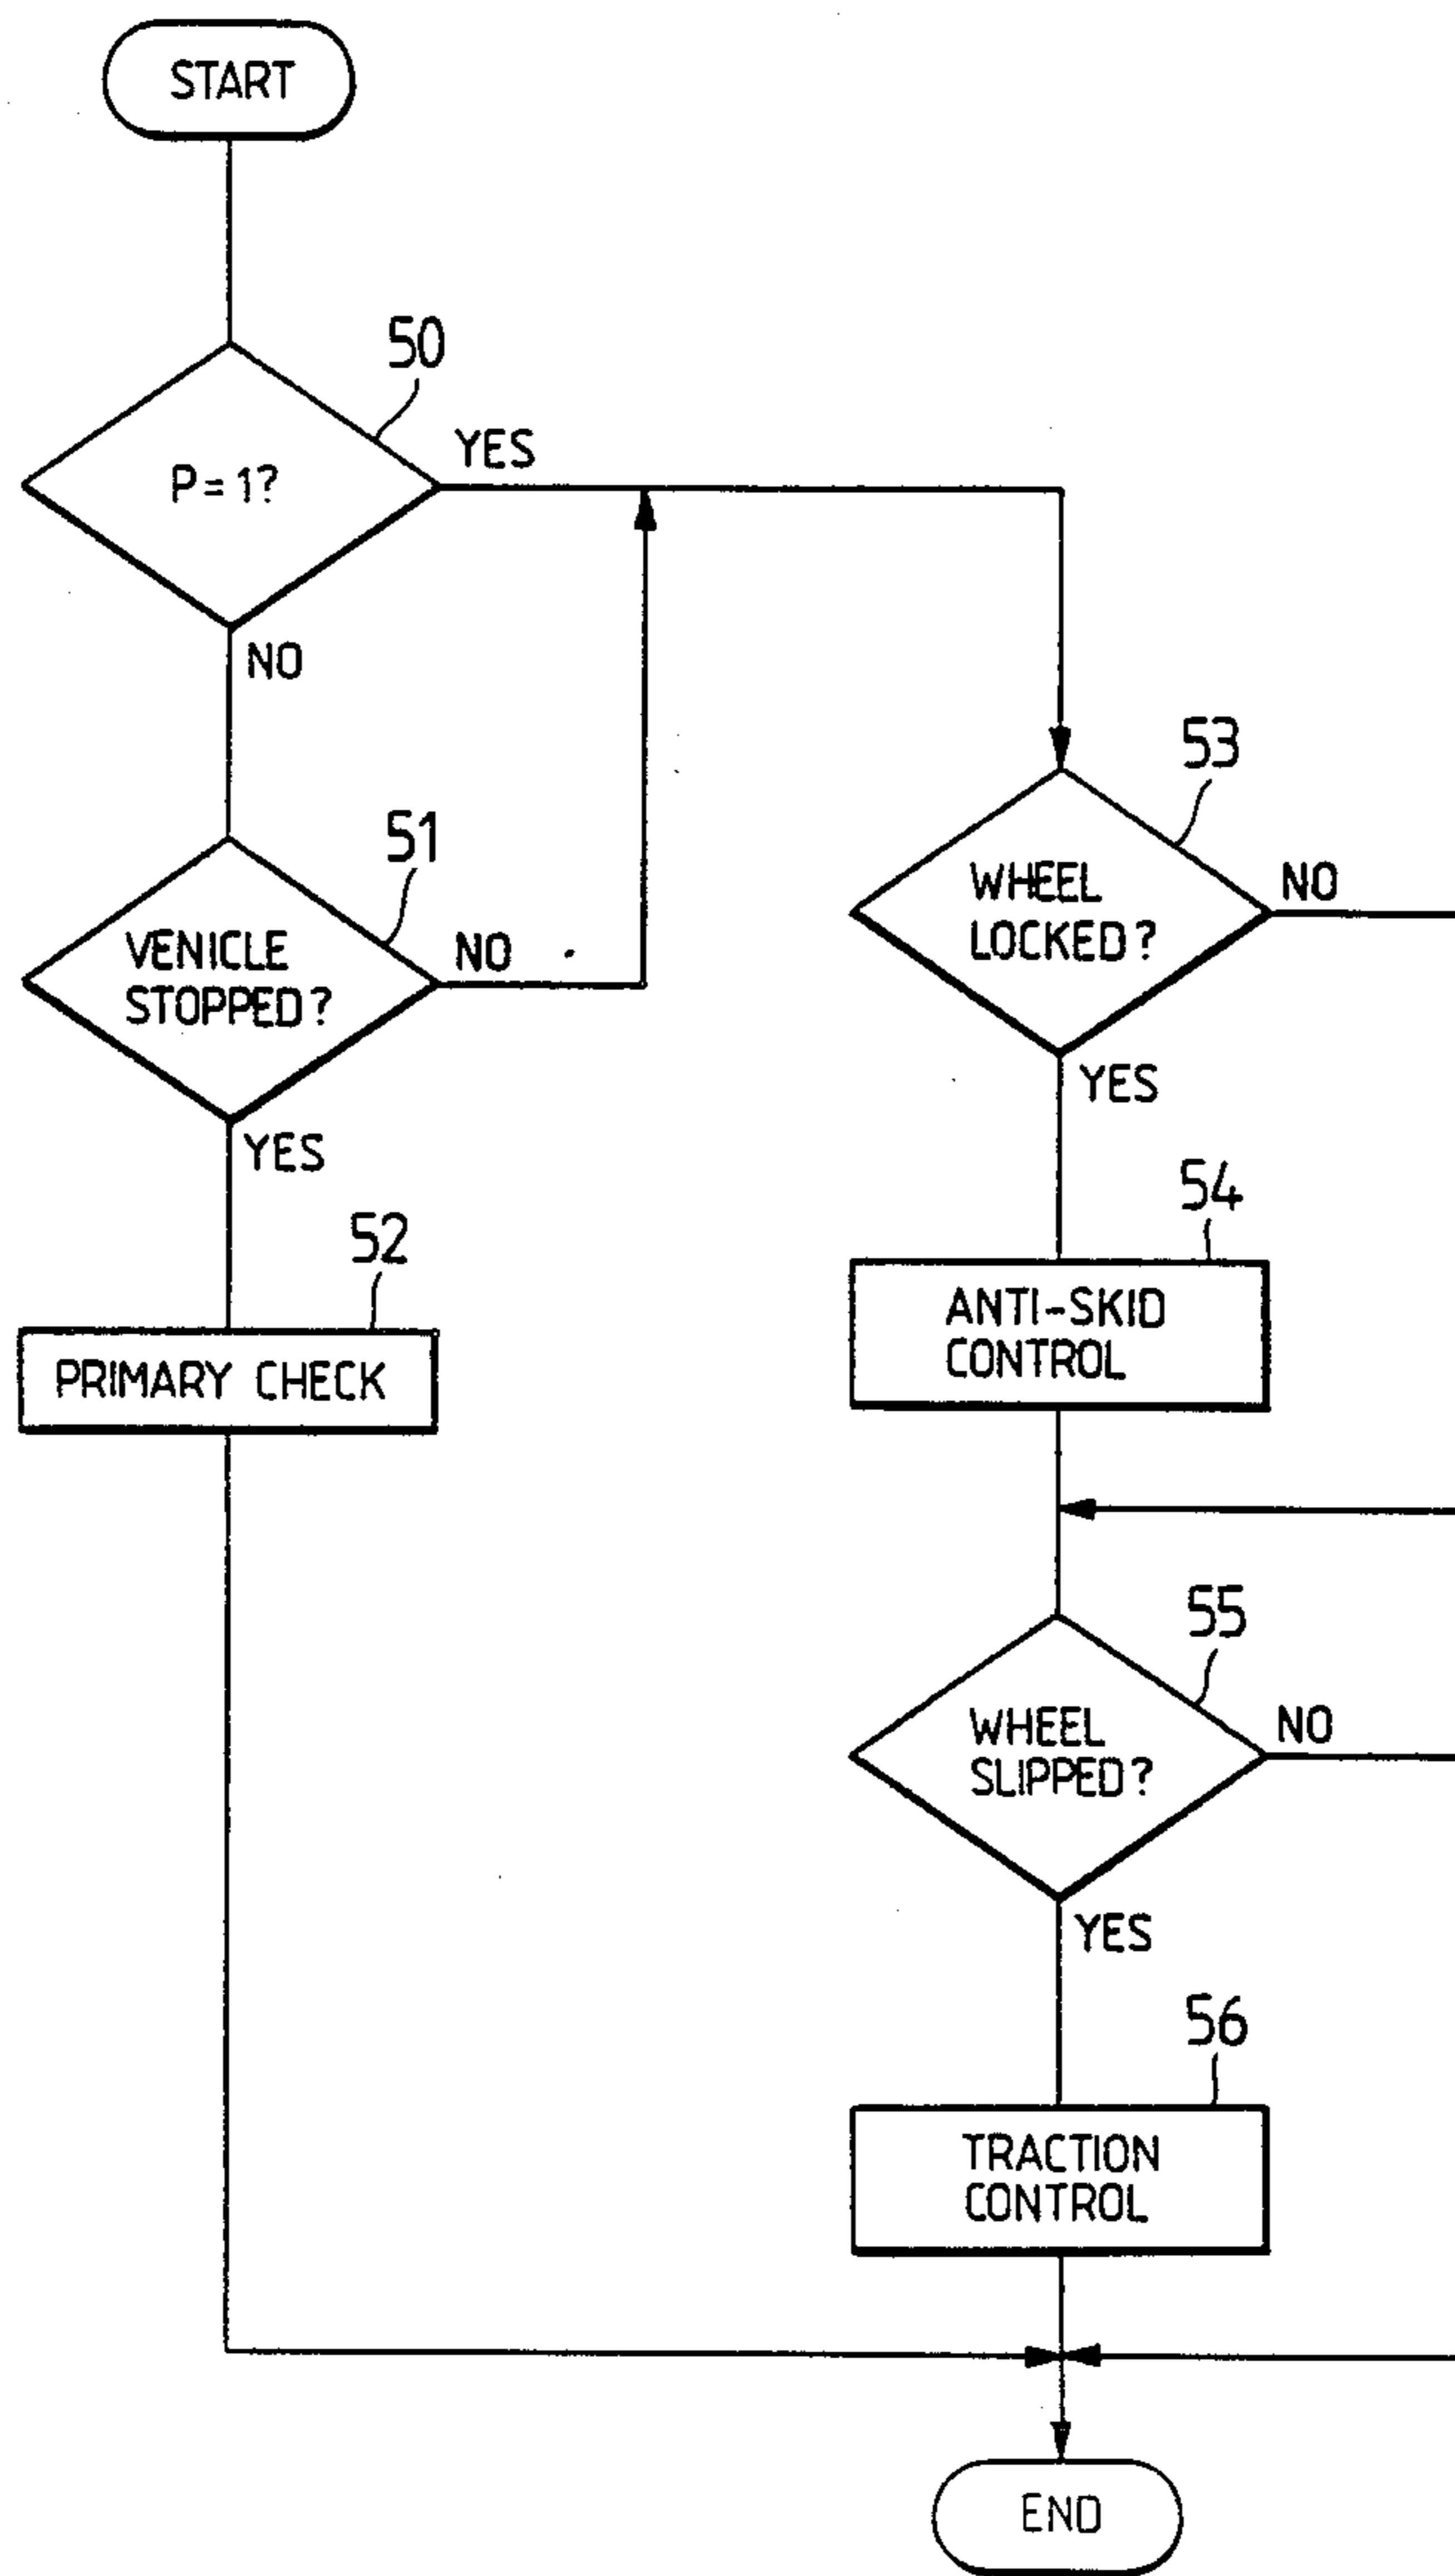 START
50
P=1?
YES
NO
51
VENICLE
STOPPED?
NO
YES
52
PRIMARY CHECK
53
WHEEL
LOCKED?
NO
YES
54
ANTI-SKID
CONTROL
55
WHEEL
SLIPPED?
NO
YES
56
TRACTION
CONTROL
END